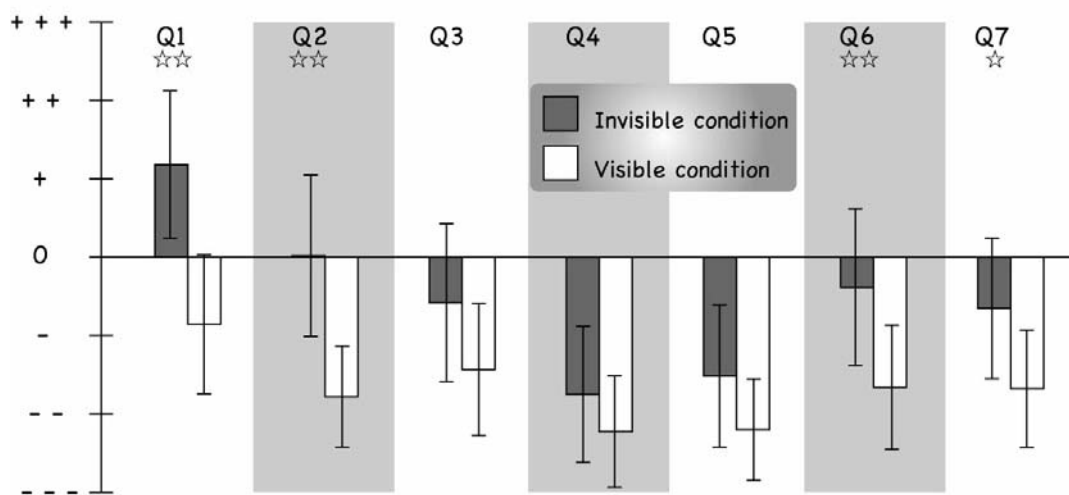 + + +
Q1 Q2 Q3 Q4 Q5 Q6 Q7
☆☆ ☆☆ ☆☆ ☆
+ +
Invisible condition
Visible condition
+
0
-
- -
- - -